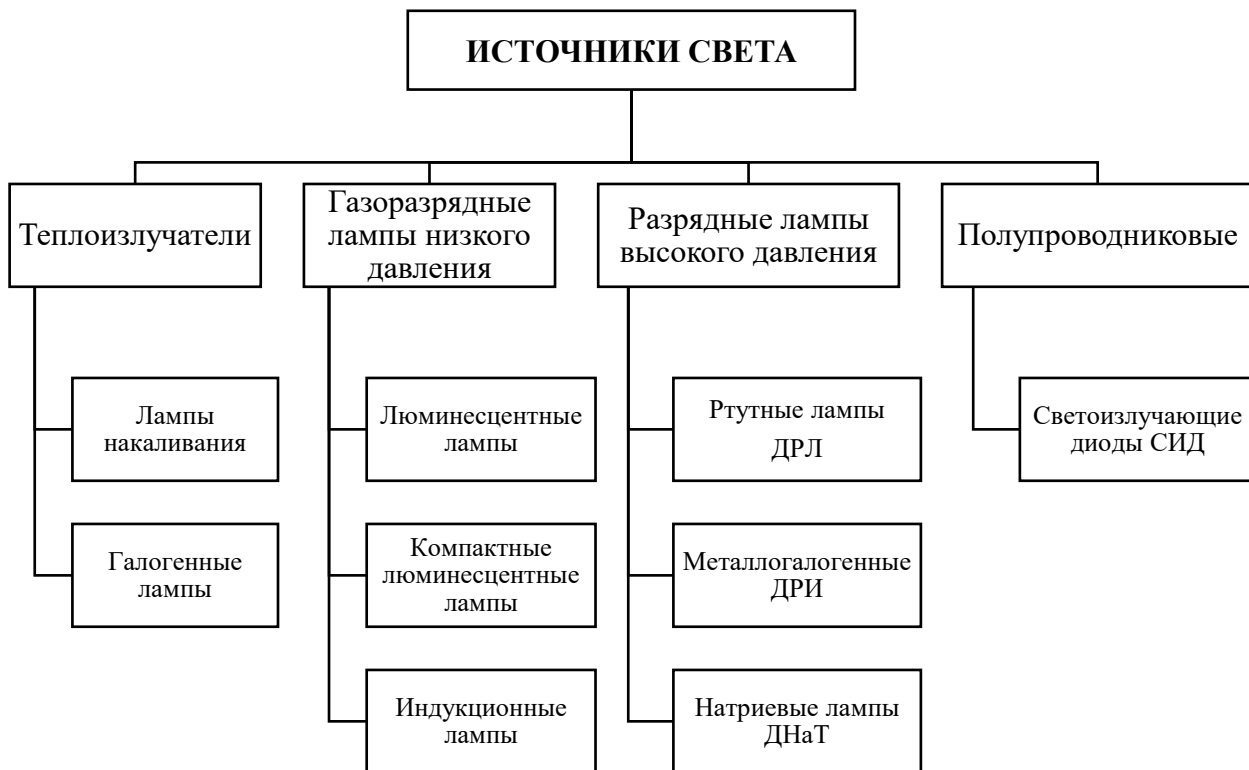 ИСТОЧНИКИ СВЕТА
Теплоизлучатели
Газоразрядные
лампы низкого
давления
Разрядные лампы
высокого давления
Полупроводниковые
Лампы
накаливания
Люминесцентные
лампы
Ртутные лампы
ДРЛ
Светоизлучающие
диоды СИД
Галогенные
лампы
Компактные
люминесцентные
лампы
Металлогалогенные
ДРИ
Индукционные
лампы
Натриевые лампы
ДНаТ